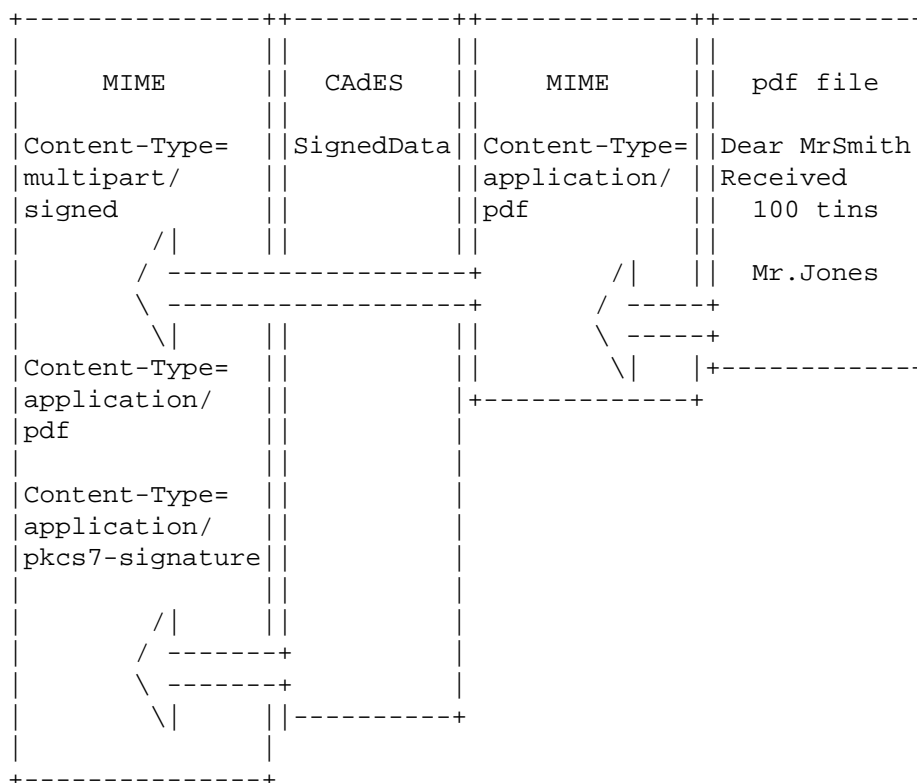 MIME CAdES MIME pdf file
Content-Type= SignedData Content-Type= Dear MrSmith
multipart/ application/ Received
signed pdf 100 tins
Mr.Jones
Content-Type=
application/
pdf
Content-Type=
application/
pkcs7-signature